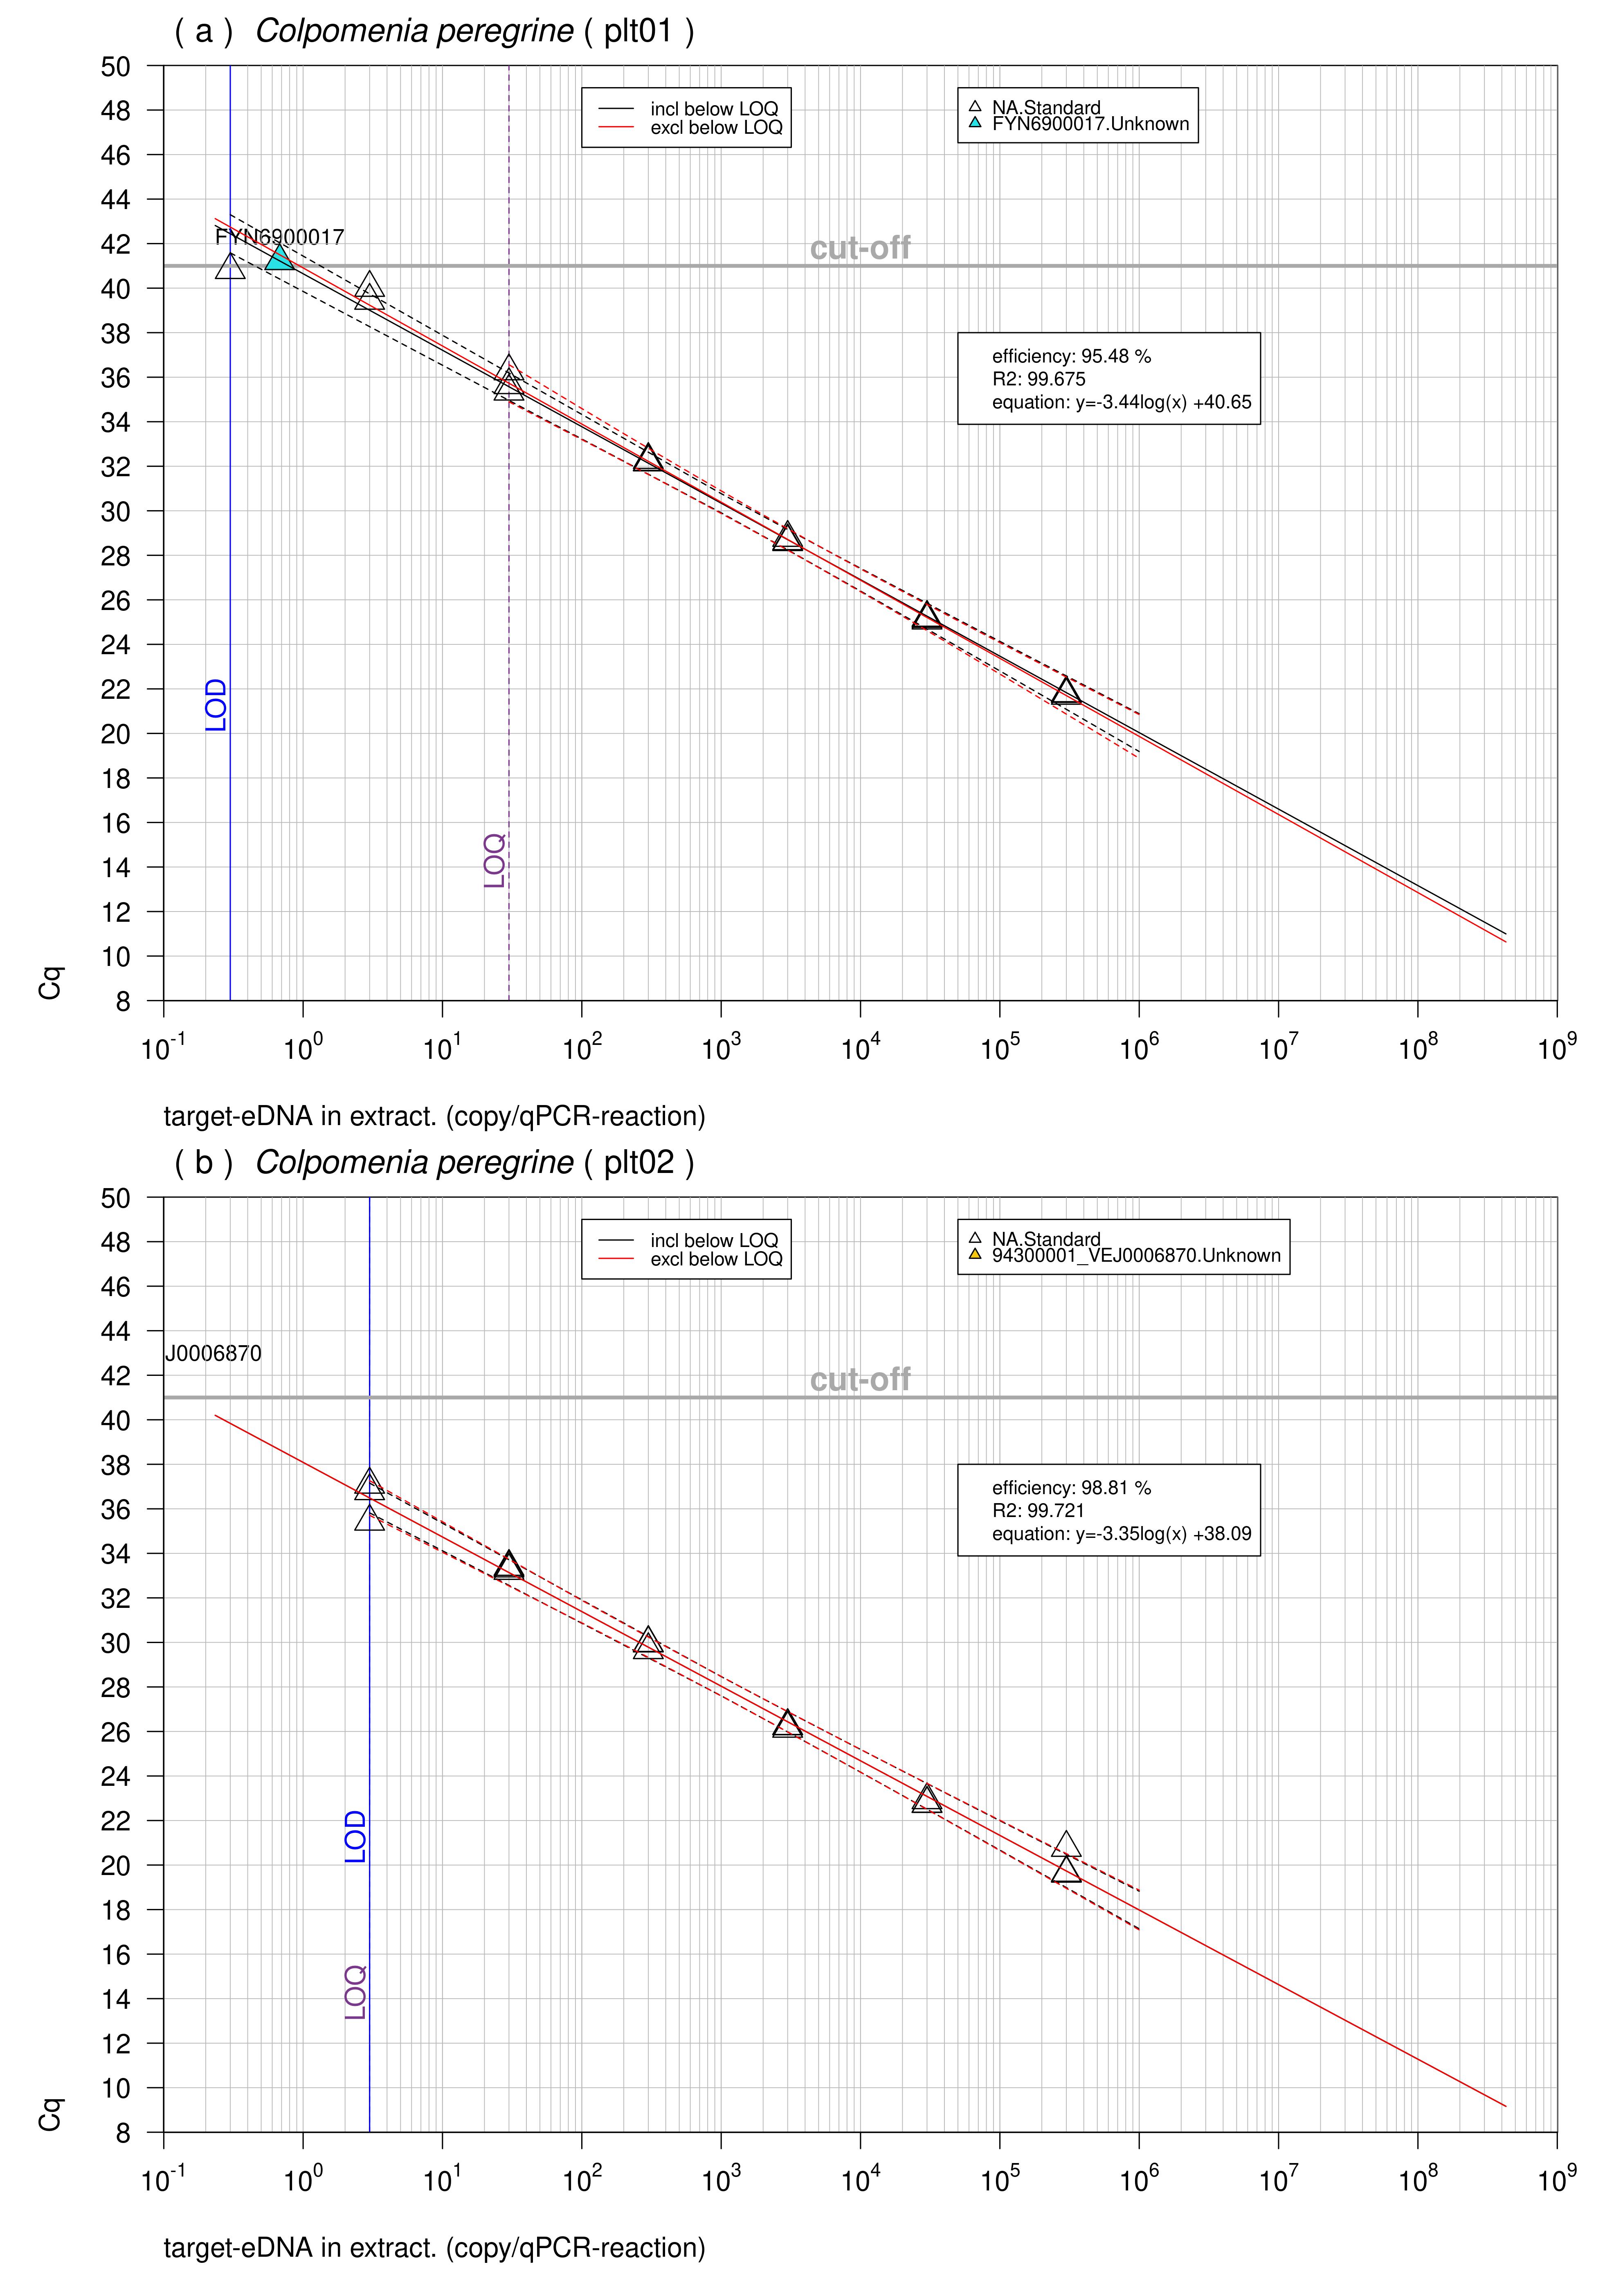 ( a ) Colpomenia peregrine ( plt01 )
50
48
46
44
42
40
38
36
34
32
30
28
26
24
22
20
18
16
14
12
10
8
Cq
incl below LOQ
excl below LOQ
NA.Standard
FYN6900017.Unknown
FYN6900017
cut-off
efficiency: 95.48 %
R2: 99.675
equation: y=-3.44log(x) +40.65
LOD
LOQ
10-1 100 101 102 103 104 105 106 107 108 109
target-eDNA in extract. (copy/qPCR-reaction)
( b ) Colpomenia peregrine ( plt02 )
50
48
46
44
42
40
38
36
34
32
30
28
26
24
22
20
18
16
14
12
10
8
Cq
incl below LOQ
excl below LOQ
NA.Standard
94300001_VEJ0006870.Unknown
J0006870
cut-off
efficiency: 98.81 %
R2: 99.721
equation: y=-3.35log(x) +38.09
LOD
LOQ
10-1 100 101 102 103 104 105 106 107 108 109
target-eDNA in extract. (copy/qPCR-reaction)